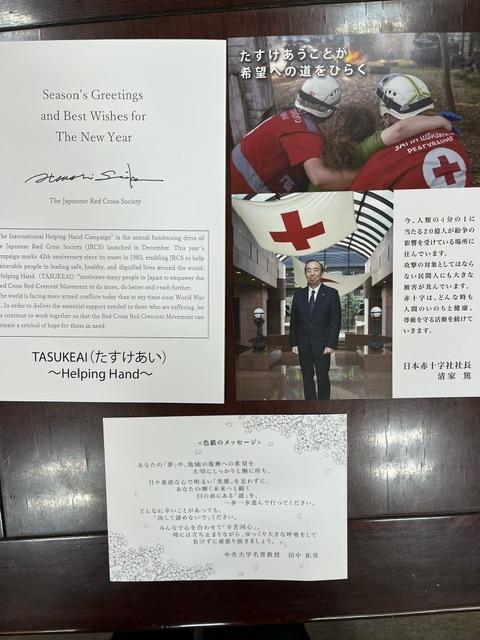 Season's Greetings
and Best Wishes for
The New Year
The Japanese Red Cross Society
The International Helping Hand Campaign" is the annual fundraising drive of
he Japanese Red Cross Society (JRCS) launched in December. This year's
mpaign marks 42th anniversary since its onset in 1983, enabling JRCS to help
ulnerable people in leading safe, healthy, and dignified lives around the world.
Helping Hand (TASUKEAI) "motivates many people in Japan to empower the
Red Cross Red Crescent Movement to do more, do better and reach further.
The world is facing more armed conflicts today than at any time since World War
. In order to deliver the essential support needed to those who are suffering, let
s continue to work together so that the Red Cross Red Crescent Movement can
main a symbol of hope for those in need.
TASUKEAI(たすけあい)
〜Helping Hand〜
たすけあうことが
希望への道をひらく
今、人類の4分の1に
当たる20億人が紛争の
影響を受けている場所に
住んでいます。
攻撃の対象としてはなら
ない民間人にも大きな
被害が及んでいます。
赤十字は、どんな時も
人間のいのちと健康、
尊厳を守る活動を続けて
いきます。
日本赤十字社社長
清家 篤
<色紙のメッセージ>
あなたの「夢」や、地域の復興への希望を
大切にしっかりと胸に持ち、
日々素直な心で明るい「笑顔」を忘れずに、
あなたの輝く未来へと続く
目の前にある「道」を、
一歩一歩進んで行ってください。
どんなに辛いことがあっても、
「決して諦めないで」ください。
みんなで心を合わせて「辛苦同心」、
時には立ち止まりながら、ゆっくり大きな呼吸をして
負けずに頑張り抜きましょう。
中央大学名誉教授 田中 拓男